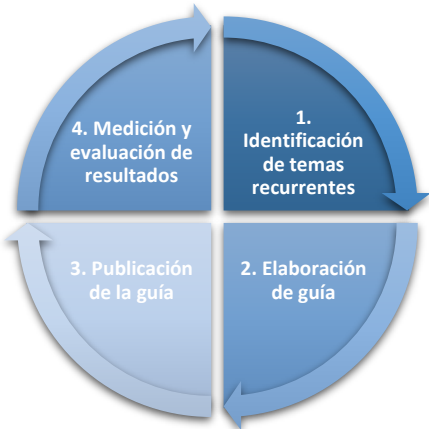 1.
Identificación
de temas
recurrentes
2. Elaboración
de guía
3. Publicación
de la guía
4. Medición y
evaluación de
resultados